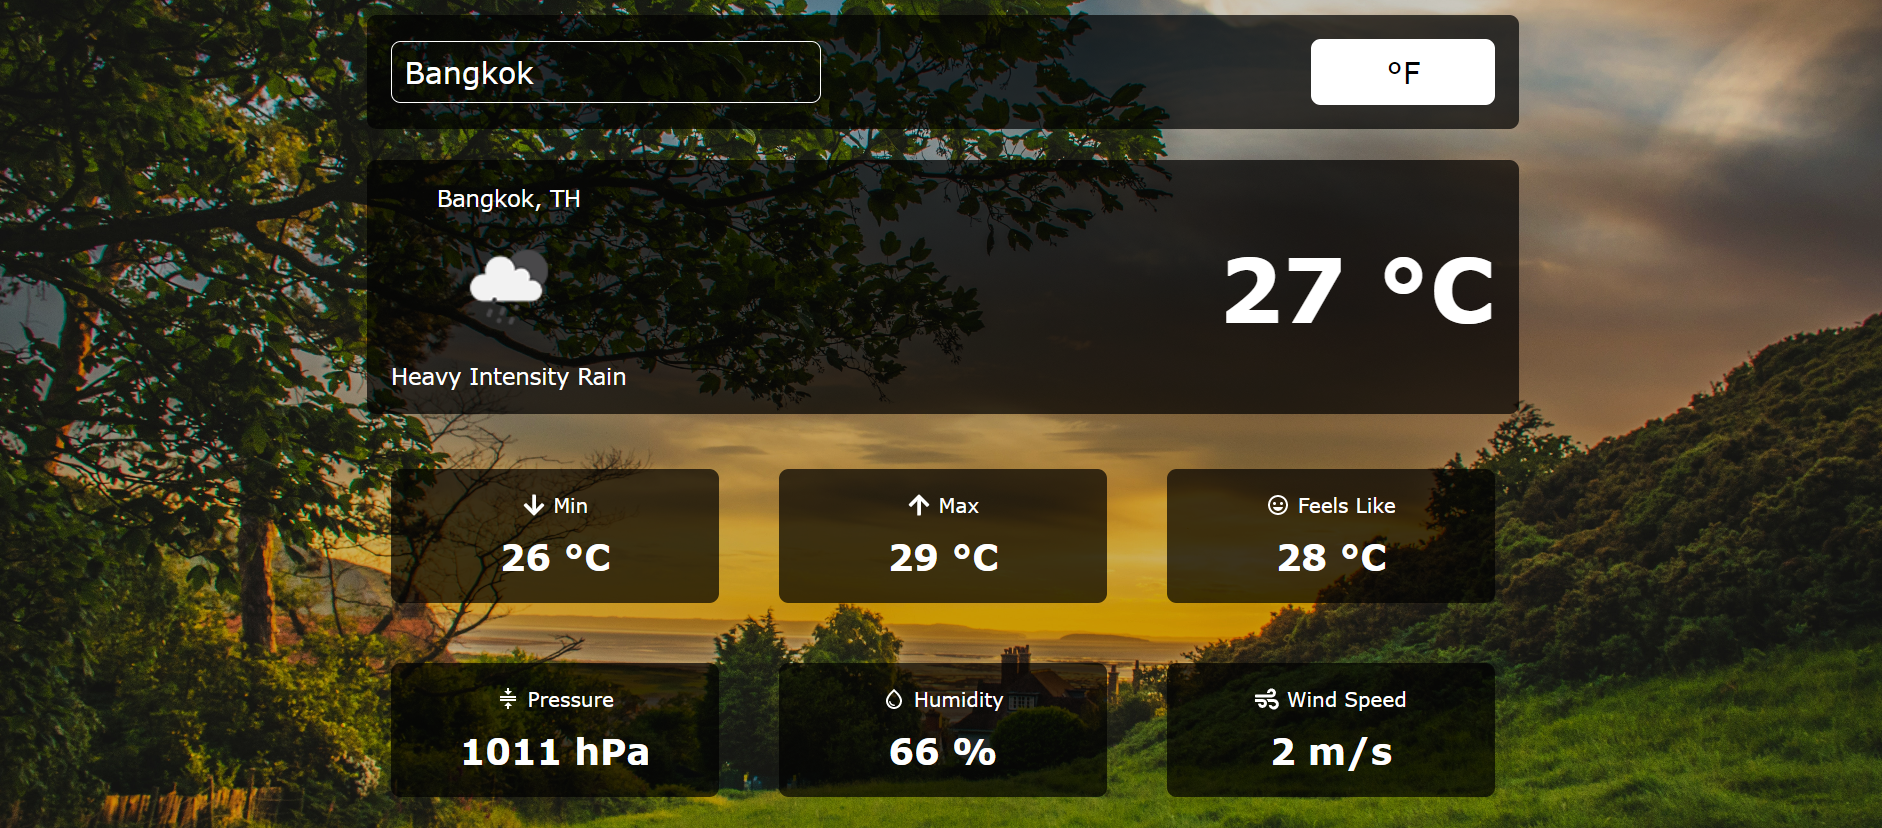 Bangkok
°F
Bangkok, TH
27 °C
Heavy Intensity Rain
Min
26 °C
Max
29 °C
Feels Like
28 °C
Pressure
1011 hPa
Humidity
66 %
Wind Speed
2 m/s